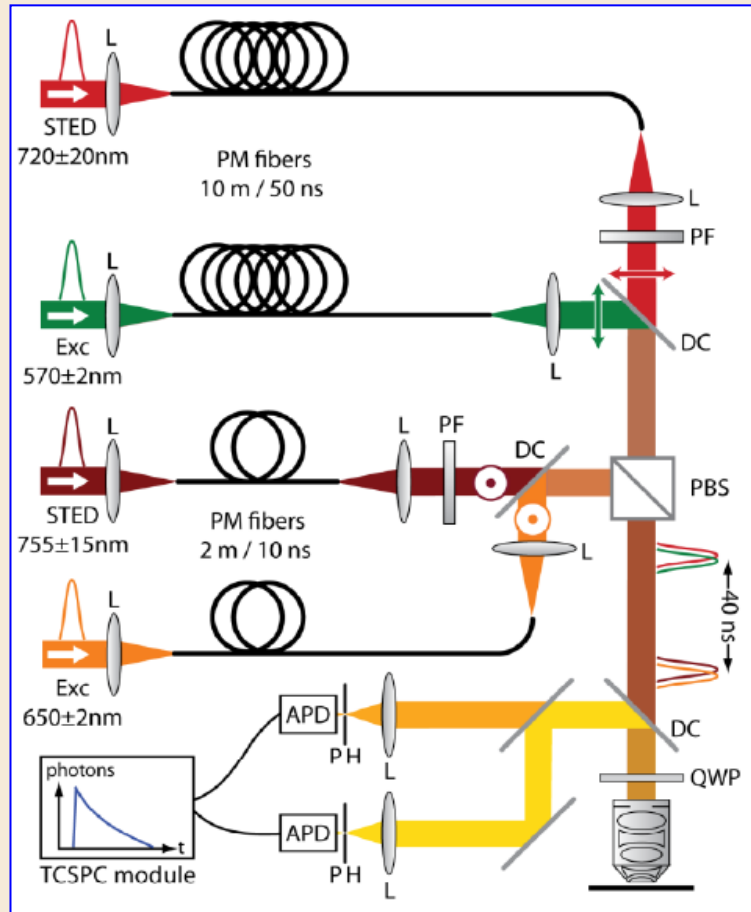 L
STED
720±20nm
PM fibers
10 m / 50 ns
L
PF
L
Exc
570±2nm
L
DC
L
STED
755±15nm
L
PF
DC
PBS
PM fibers
2 m / 10 ns
L
40 ns
L
Exc
650±2nm
APD
PH
L
DC
QWP
photons
t
TCSPC module
APD
PH
L